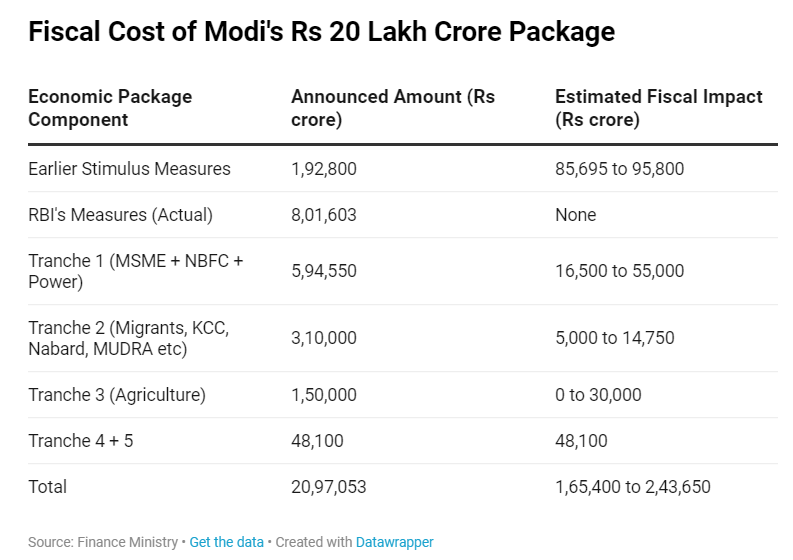 Fiscal Cost of Modi's Rs 20 Lakh Crore Package
Economic Package Component Announced Amount (Rs crore) Estimated Fiscal Impact (Rs crore)
Earlier Stimulus Measures 1,92,800 85,695 to 95,800
RBI's Measures (Actual) 8,01,603 None
Tranche 1 (MSME + NBFC + Power) 5,94,550 16,500 to 55,000
Tranche 2 (Migrants, KCC, Nabard, MUDRA etc) 3,10,000 5,000 to 14,750
Tranche 3 (Agriculture) 1,50,000 0 to 30,000
Tranche 4 + 5 48,100 48,100
Total 20,97,053 1,65,400 to 2,43,650
Source: Finance Ministry • Get the data • Created with Datawrapper